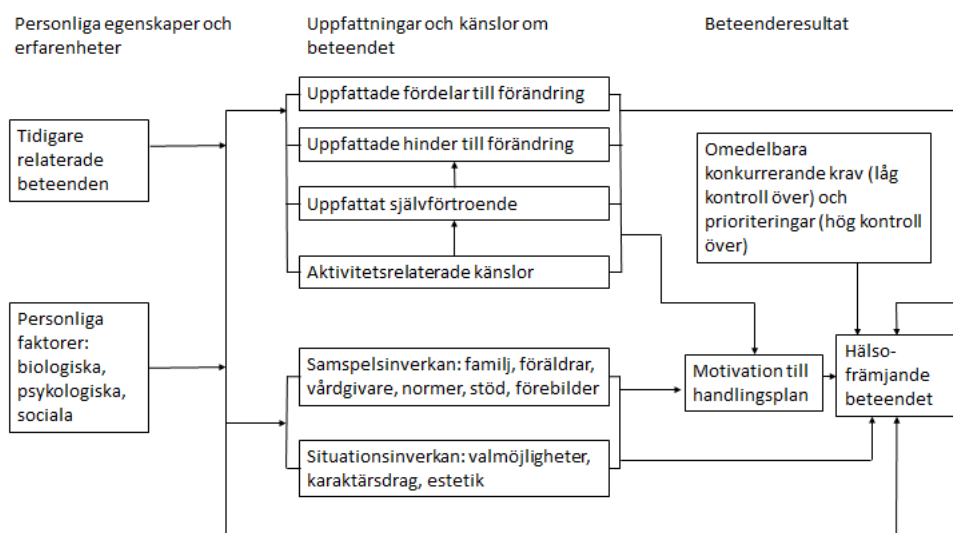 Personliga egenskaper och
erfarenheter
Uppfattningar och känslor om
beteendet
Beteenderesultat
Tidigare
relaterade
beteenden
Personliga
faktorer:
biologiska,
psykologiska,
sociala
Uppfattade fördelar till förändring
Uppfattade hinder till förändring
Uppfattat självförtroende
Aktivitetsrelaterade känslor
Samspelsinverkan: familj, föräldrar,
vårdgivare, normer, stöd, förebilder
Situationsinverkan: valmöjligheter,
karaktärsdrag, estetik
Omedelbara
konkurrerande krav (låg
kontroll över) och
prioriteringar (hög kontroll
över)
Motivation till
handlingsplan
Hälso-
främjande
beteendet